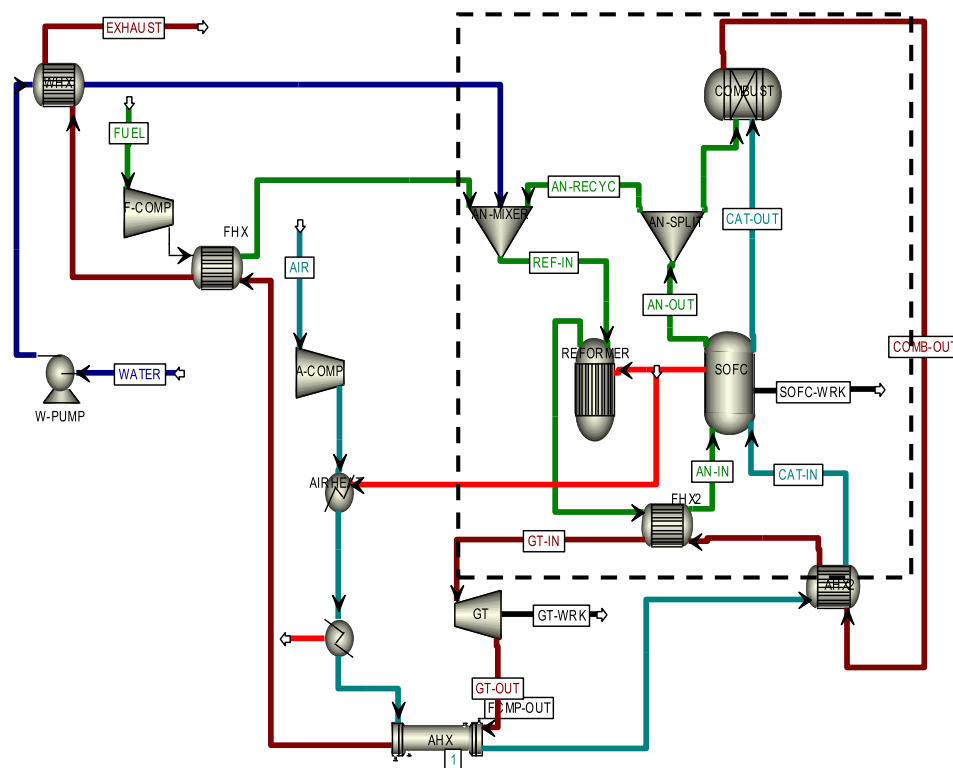 EXHAUST
WHX
COMBUST
FUEL
F-COMP
AN-RECYC
AN-MIXER
AN-SPLIT
CAT-OUT
FHX
REF-IN
AIR
AN-OUT
COMB-OUT
REFORMER
SOFC
A-COMP
WATER
SOFC-WRK
W-PUMP
AN-IN
CAT-IN
FHX2
GT-IN
AHX2
GT
GT-WRK
GT-OUT
FCMP-OUT
AHX
1